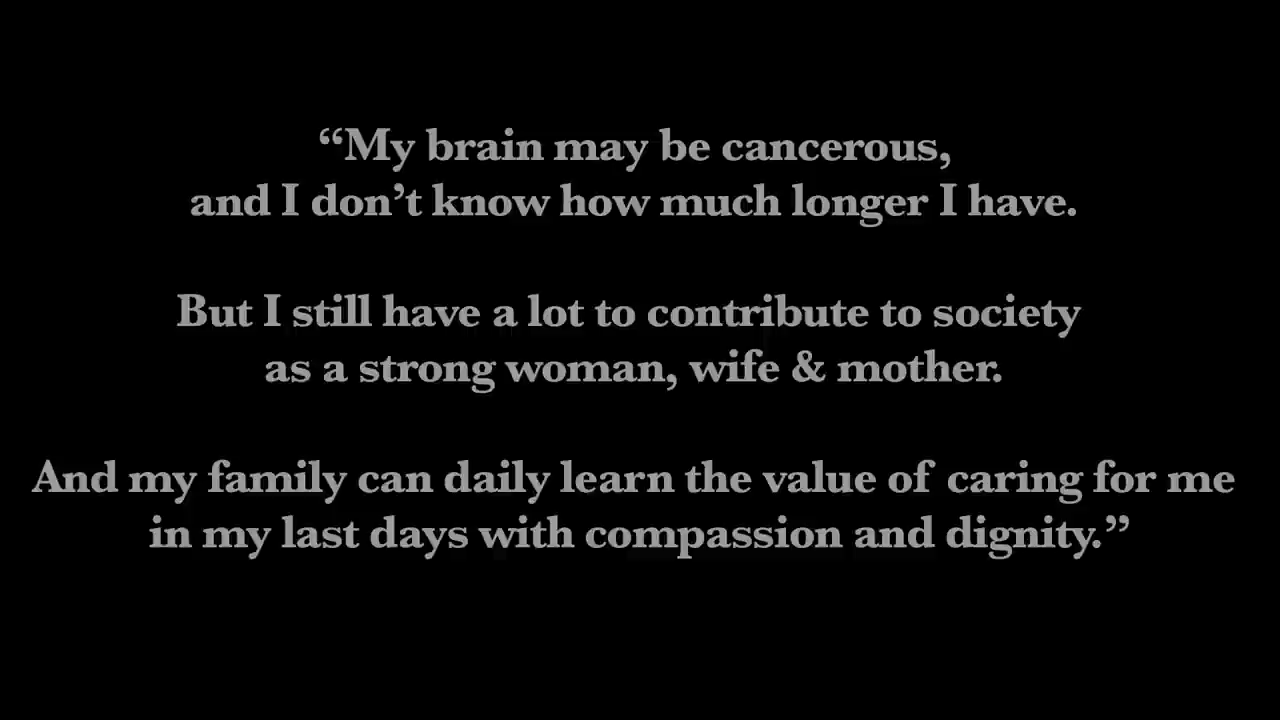 “My brain may be cancerous,
and I don’t know how much longer I have.
But I still have a lot to contribute to society
as a strong woman, wife & mother.
And my family can daily learn the value of caring for me
in my last days with compassion and dignity.”